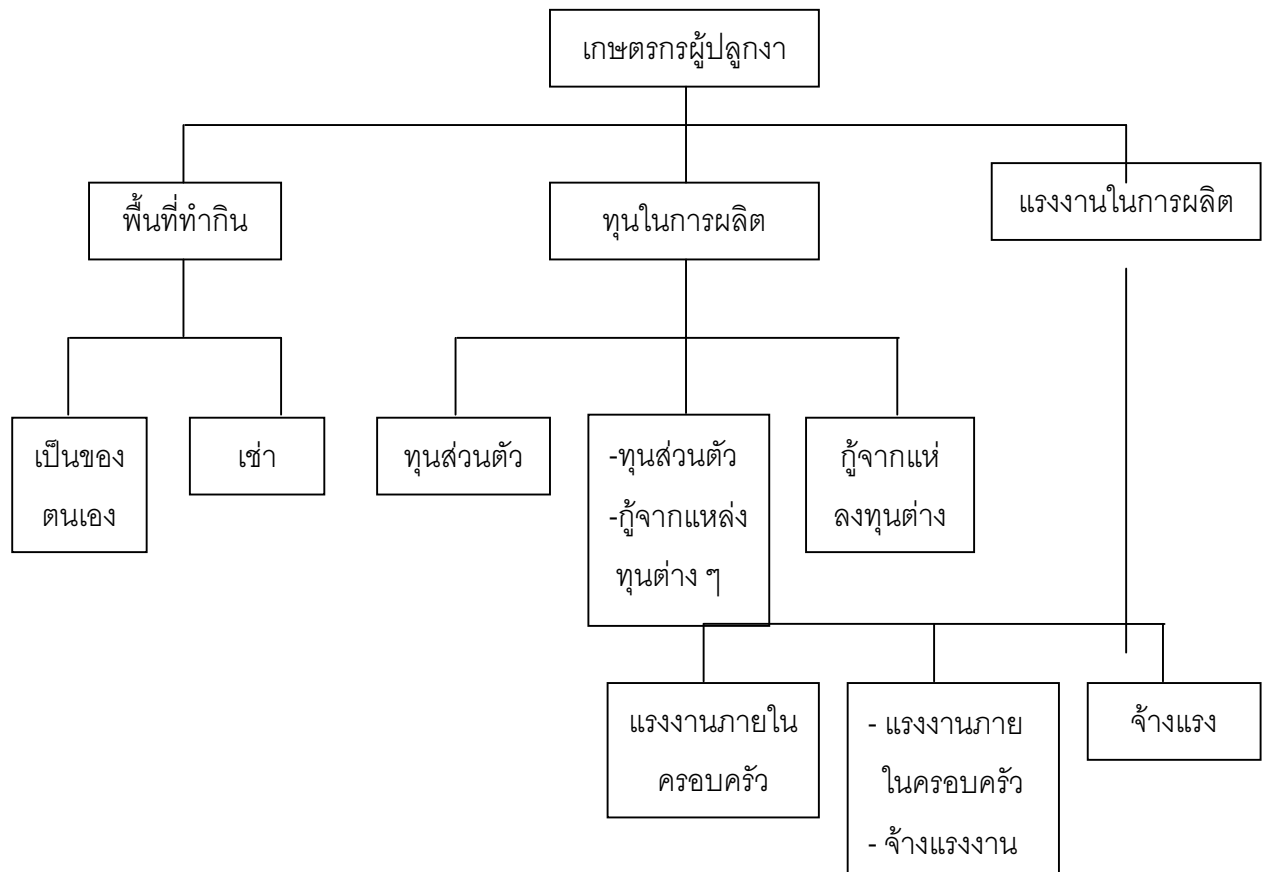 เกษตรกรผู้ปลูกงา
พื้นที่ทำกิน
ทุนในการผลิต
แรงงานในการผลิต
เป็นของ
ตนเอง
เช่า
ทุนส่วนตัว
-ทุนส่วนตัว
-กู้จากแหล่ง
ทุนต่าง ๆ
กู้จากแห่
ลงทุนต่าง
แรงงานภายใน
ครอบครัว
- แรงงานภาย
ในครอบครัว
- จ้างแรงงาน
จ้างแรง